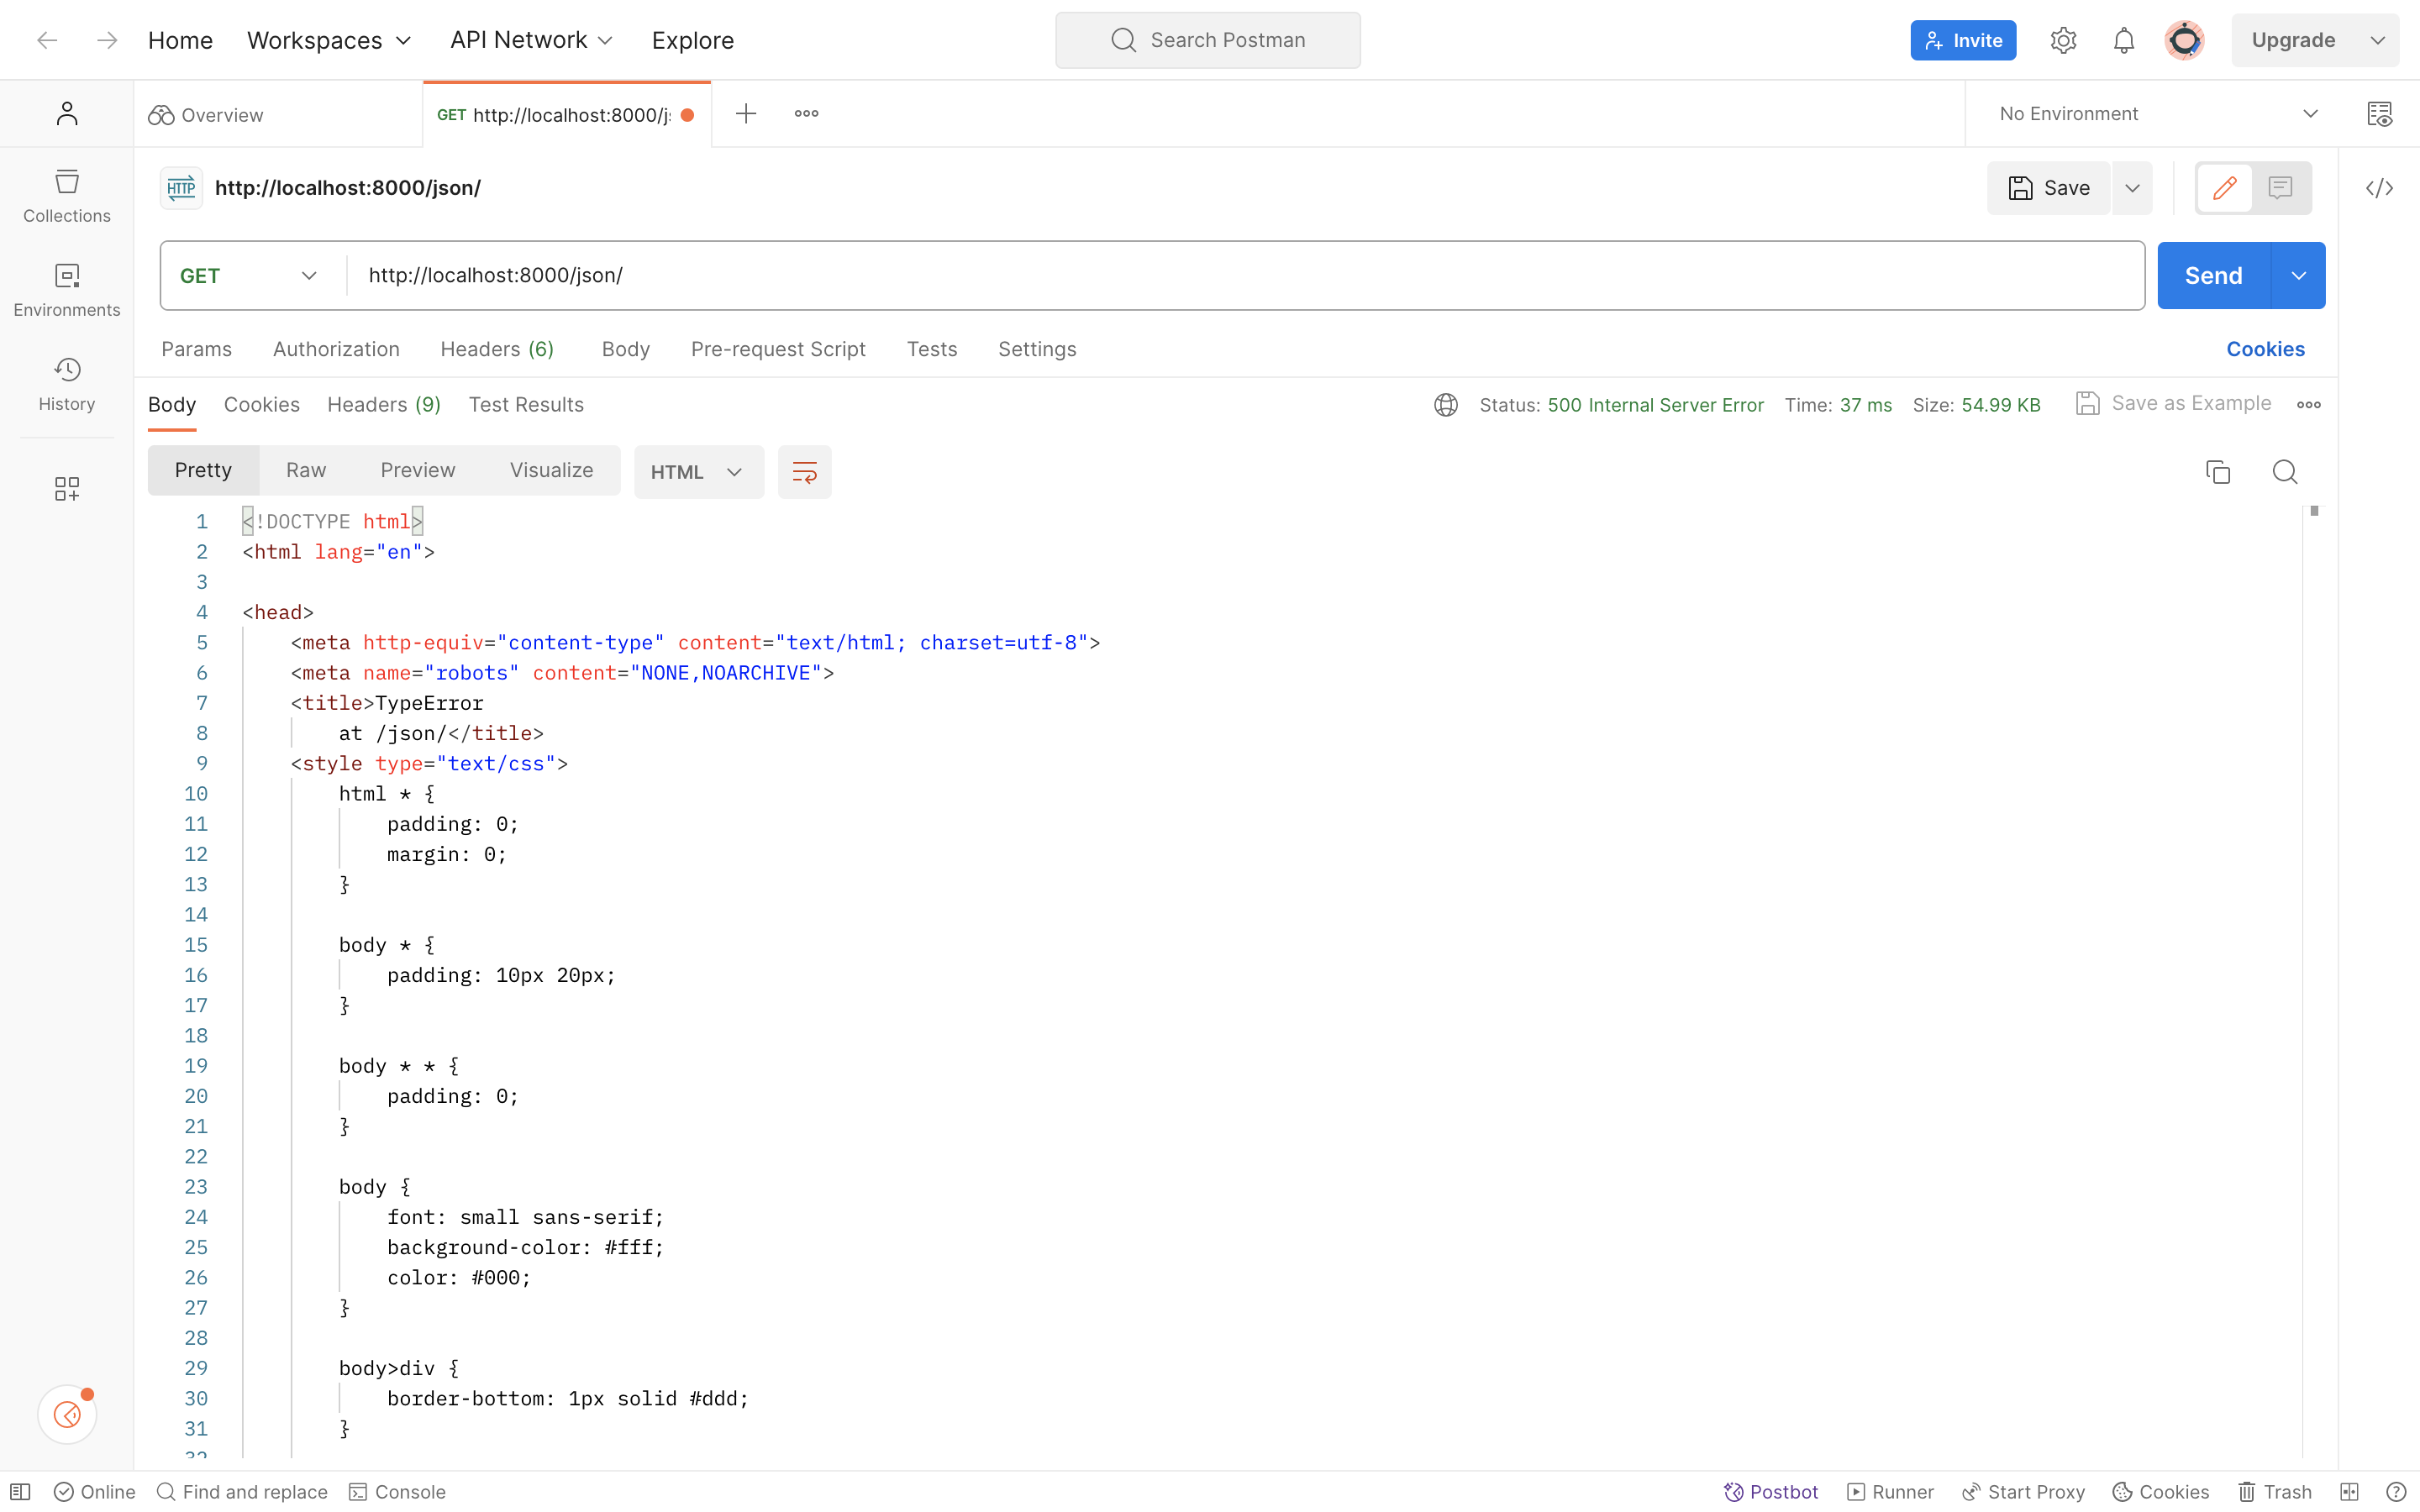 Home Workspaces API Network Explore Search Postman Invite Upgrade
Overview GET http://localhost:8000/j No Environment
HTTP http://localhost:8000/json/ Save
Collections
GET http://localhost:8000/json/ Send
Environments
Params Authorization Headers (6) Body Pre-request Script Tests Settings Cookies
History
Body Cookies Headers (9) Test Results Status: 500 Internal Server Error Time: 37 ms Size: 54.99 KB Save as Example
Pretty Raw Preview Visualize HTML
1 <!DOCTYPE html>
2 <html lang="en">
3
4 <head>
5 <meta http-equiv="content-type" content="text/html; charset=utf-8">
6 <meta name="robots" content="NONE,NOARCHIVE">
7 <title>TypeError
8 at /json/</title>
9 <style type="text/css">
10 html * {
11 padding: 0;
12 margin: 0;
13 }
14
15 body * {
16 padding: 10px 20px;
17 }
18
19 body * * {
20 padding: 0;
21 }
22
23 body {
24 font: small sans-serif;
25 background-color: #fff;
26 color: #000;
27 }
28
29 body>div {
30 border-bottom: 1px solid #ddd;
31 }
32
Online Find and replace Console Postbot Runner Start Proxy Cookies Trash